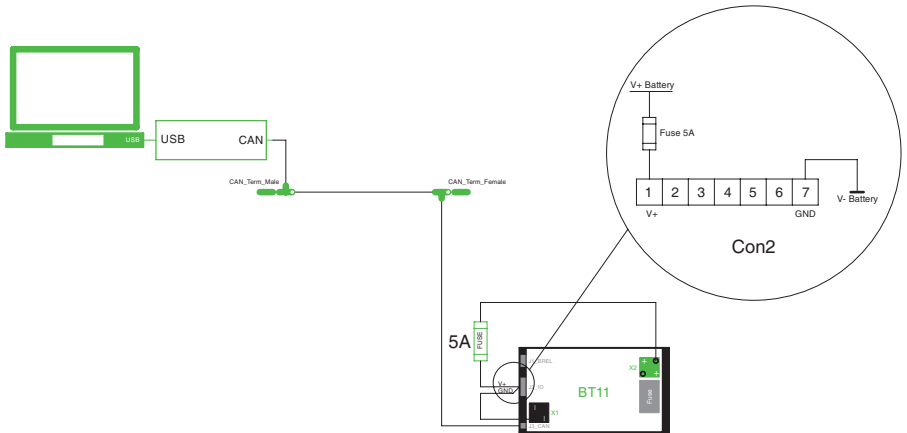 V+ Battery
Fuse 5A
USB
USB
CAN
CAN_Term_Male
CAN_Term_Female
1 2 3 4 5 6 7
V+
GND
V- Battery
Con2
5A
FUSE
X2
V+
GND
BT11
Fuse
X1
J3_CAN